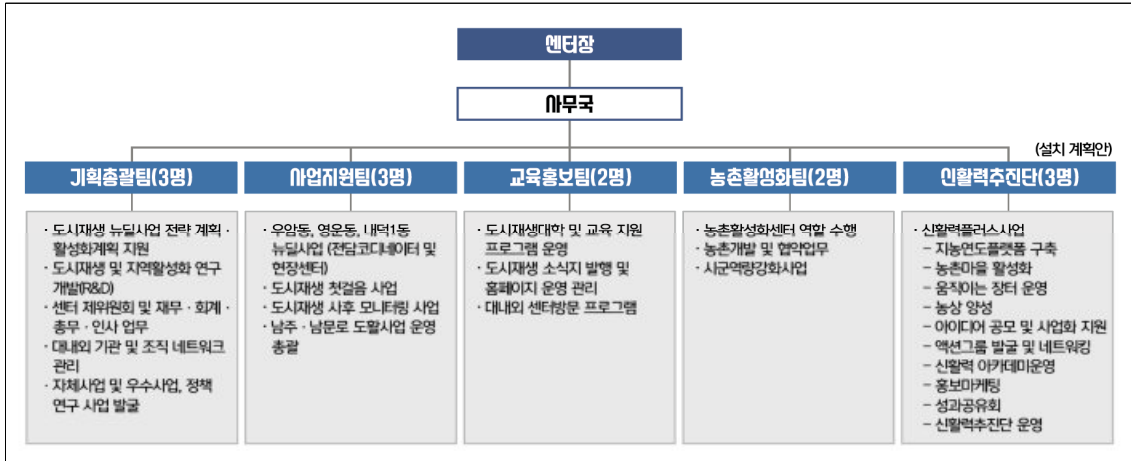 센터장
사무국
(설치 계획안)
기획총괄팀(3명)
· 도시재생 뉴딜사업 전략 계획 ·
활성화계획 지원
· 도시재생 및 지역활성화 연구
개발(R&D)
· 센터 제위원회 및 재무 · 회계 ·
총무 · 인사 업무
· 대내외 기관 및 조직 네트워크
관리
· 자체사업 및 우수사업, 정책
연구 사업 발굴
사업지원팀(3명)
· 우암동, 영운동, 내덕1동
뉴딜사업 (전담코디네이터 및
현장센터)
· 도시재생 첫걸음 사업
· 도시재생 사후 모니터링 사업
· 남주 · 남문로 도활사업 운영
총괄
교육홍보팀(2명)
· 도시재생대학 및 교육 지원
프로그램 운영
· 도시재생 소식지 발행 및
홈페이지 운영 관리
· 대내외 센터방문 프로그램
농촌활성화팀(2명)
· 농촌활성화센터 역할 수행
· 농촌개발 및 협약업무
· 시군역량강화사업
신활력추진단(3명)
· 신활력플러스사업
– 지농연도플랫폼 구축
– 농촌마을 활성화
– 움직이는 장터 운영
– 농상 양성
– 아이디어 공모 및 사업화 지원
– 액션그룹 발굴 및 네트워킹
– 신활력 아카데미운영
– 홍보마케팅
– 성과공유회
– 신활력추진단 운영